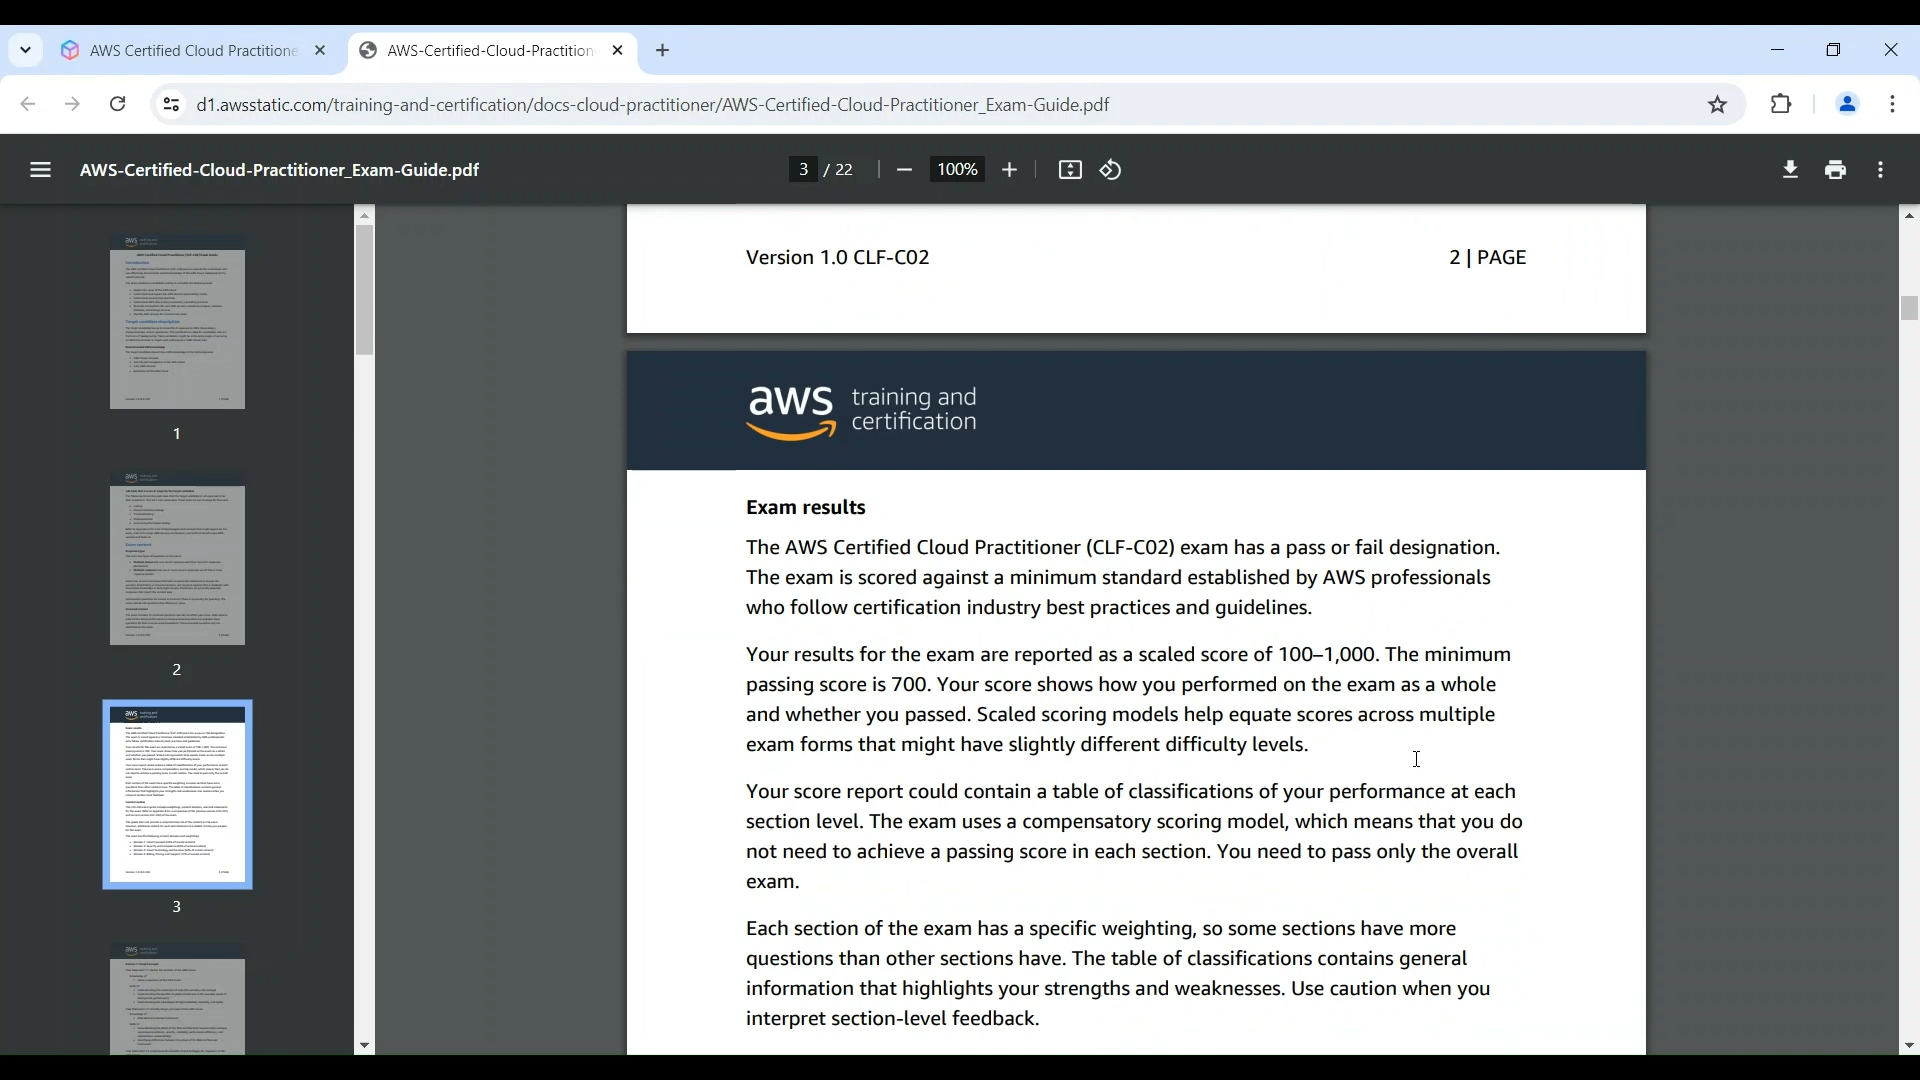 AWS Certified Cloud Practitione
AWS-Certified-Cloud-Practition
d1.awsstatic.com/training-and-certification/docs-cloud-practitioner/AWS-Certified-Cloud-Practitioner_Exam-Guide.pdf
AWS-Certified-Cloud-Practitioner_Exam-Guide.pdf
3 / 22
100%
1
2
3
Version 1.0 CLF-C02 2 | PAGE
aws training and
certification
Exam results
The AWS Certified Cloud Practitioner (CLF-C02) exam has a pass or fail designation.
The exam is scored against a minimum standard established by AWS professionals
who follow certification industry best practices and guidelines.
Your results for the exam are reported as a scaled score of 100–1,000. The minimum
passing score is 700. Your score shows how you performed on the exam as a whole
and whether you passed. Scaled scoring models help equate scores across multiple
exam forms that might have slightly different difficulty levels.
Your score report could contain a table of classifications of your performance at each
section level. The exam uses a compensatory scoring model, which means that you do
not need to achieve a passing score in each section. You need to pass only the overall
exam.
Each section of the exam has a specific weighting, so some sections have more
questions than other sections have. The table of classifications contains general
information that highlights your strengths and weaknesses. Use caution when you
interpret section-level feedback.